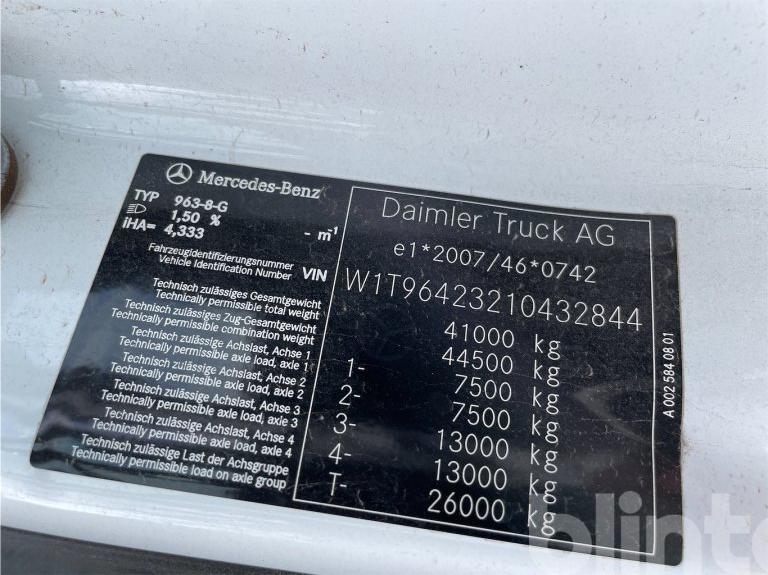 Mercedes-Benz
TYP 963-8-G
1,50 %
iHA= 4,333 - m⁻¹
Fahrzeugidentifizierungsnummer
Vehicle Identification Number VIN
Technisch zulässiges Gesamtgewicht
Technically permissible total weight
Technisch zulässiges Zug-Gesamtgewicht
Technically permissible combination weight
Technisch zulässige Achslast, Achse 1
Technically permissible axle load, axle 1
Technisch zulässige Achslast, Achse 2
Technically permissible axle load, axle 2
Technisch zulässige Achslast, Achse 3
Technically permissible axle load, axle 3
Technisch zulässige Achslast, Achse 4
Technically permissible axle load, axle 4
Technisch zulässige Last der Achsgruppe
Technically permissible load on axle group
Daimler Truck AG
e1*2007/46*0742
W1T96423210432844
41000 kg
44500 kg
1- 7500 kg
2- 7500 kg
3- 13000 kg
4- 13000 kg
T- 26000 kg
A 002 584 08 01
blinto